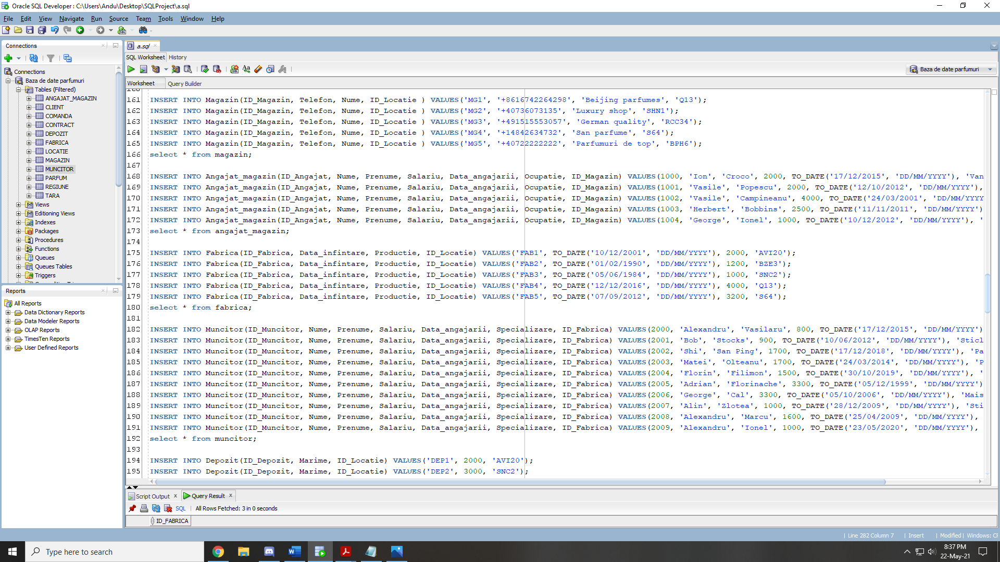 Oracle SQL Developer : C:\Users\Andu\Desktop\SQLProject\a.sql
File Edit View Navigate Run Source Team Tools Window Help
Connections
Connections
Baza de date parfumuri
Tables (Filtered)
ANGAJAT_MAGAZIN
CLIENT
COMANDA
CONTRACT
DEPOZIT
FABRICA
LOCATIE
MAGAZIN
MUNCITOR
PARFUM
REGIUNE
TARA
Views
Editioning Views
Indexes
Packages
Procedures
Functions
Queues
Queues Tables
Triggers
Reports
All Reports
Data Dictionary Reports
Data Modeler Reports
OLAP Reports
TimesTen Reports
User Defined Reports
a.sql
SQL Worksheet History
Baza de date parfumuri
Worksheet Query Builder
161 INSERT INTO Magazin(ID_Magazin, Telefon, Nume, ID_Locatie ) VALUES('MG1', '+8616742264298', 'Beijing parfumes', 'Q13');
162 INSERT INTO Magazin(ID_Magazin, Telefon, Nume, ID_Locatie ) VALUES('MG2', '+40736073135', 'Luxury shop', 'SHN1');
163 INSERT INTO Magazin(ID_Magazin, Telefon, Nume, ID_Locatie ) VALUES('MG3', '+491515553057', 'German quality', 'RCC34');
164 INSERT INTO Magazin(ID_Magazin, Telefon, Nume, ID_Locatie ) VALUES('MG4', '+14842634732', 'San parfume', 'S64');
165 INSERT INTO Magazin(ID_Magazin, Telefon, Nume, ID_Locatie ) VALUES('MG5', '+40722222222', 'Parfumuri de top', 'BPH6');
166 select * from magazin;
167
168 INSERT INTO Angajat_magazin(ID_Angajat, Nume, Prenume, Salariu, Data_angajarii, Ocupatie, ID_Magazin) VALUES(1000, 'Ion', 'Croco', 2000, TO_DATE('17/12/2015', 'DD/MM/YYYY'), 'Van
169 INSERT INTO Angajat_magazin(ID_Angajat, Nume, Prenume, Salariu, Data_angajarii, Ocupatie, ID_Magazin) VALUES(1001, 'Vasile', 'Popescu', 2000, TO_DATE('12/10/2012', 'DD/MM/YYYY'),
170 INSERT INTO Angajat_magazin(ID_Angajat, Nume, Prenume, Salariu, Data_angajarii, Ocupatie, ID_Magazin) VALUES(1002, 'Vasile', 'Campineanu', 4000, TO_DATE('24/03/2001', 'DD/MM/YYYY
171 INSERT INTO Angajat_magazin(ID_Angajat, Nume, Prenume, Salariu, Data_angajarii, Ocupatie, ID_Magazin) VALUES(1003, 'Herbert', 'Bobbins', 2500, TO_DATE('11/11/2011', 'DD/MM/YYYY')
172 INSERT INTO Angajat_magazin(ID_Angajat, Nume, Prenume, Salariu, Data_angajarii, Ocupatie, ID_Magazin) VALUES(1004, 'George', 'Ionel', 1000, TO_DATE('10/12/2012', 'DD/MM/YYYY'), '
173 select * from angajat_magazin;
174
175 INSERT INTO Fabrica(ID_Fabrica, Data_infintare, Productie, ID_Locatie) VALUES('FAB1', TO_DATE('10/12/2001', 'DD/MM/YYYY'), 2000, 'AVI20');
176 INSERT INTO Fabrica(ID_Fabrica, Data_infintare, Productie, ID_Locatie) VALUES('FAB2', TO_DATE('01/02/1990', 'DD/MM/YYYY'), 1200, 'BZE3');
177 INSERT INTO Fabrica(ID_Fabrica, Data_infintare, Productie, ID_Locatie) VALUES('FAB3', TO_DATE('05/06/1984', 'DD/MM/YYYY'), 1000, 'SNC2');
178 INSERT INTO Fabrica(ID_Fabrica, Data_infintare, Productie, ID_Locatie) VALUES('FAB4', TO_DATE('12/12/2016', 'DD/MM/YYYY'), 4000, 'Q13');
179 INSERT INTO Fabrica(ID_Fabrica, Data_infintare, Productie, ID_Locatie) VALUES('FAB5', TO_DATE('07/09/2012', 'DD/MM/YYYY'), 3200, 'S64');
180 select * from fabrica;
181
182 INSERT INTO Muncitor(ID_Muncitor, Nume, Prenume, Salariu, Data_angajarii, Specializare, ID_Fabrica) VALUES(2000, 'Alexandru', 'Vasilaru', 800, TO_DATE('17/12/2015', 'DD/MM/YYYY')
183 INSERT INTO Muncitor(ID_Muncitor, Nume, Prenume, Salariu, Data_angajarii, Specializare, ID_Fabrica) VALUES(2001, 'Bob', 'Stocks', 900, TO_DATE('10/06/2012', 'DD/MM/YYYY'), 'Sticl
184 INSERT INTO Muncitor(ID_Muncitor, Nume, Prenume, Salariu, Data_angajarii, Specializare, ID_Fabrica) VALUES(2002, 'Shi', 'San Ping', 1700, TO_DATE('17/12/2018', 'DD/MM/YYYY'), 'Pa
185 INSERT INTO Muncitor(ID_Muncitor, Nume, Prenume, Salariu, Data_angajarii, Specializare, ID_Fabrica) VALUES(2003, 'Matei', 'Olteanu', 1700, TO_DATE('24/03/2014', 'DD/MM/YYYY'), 'P
186 INSERT INTO Muncitor(ID_Muncitor, Nume, Prenume, Salariu, Data_angajarii, Specializare, ID_Fabrica) VALUES(2004, 'Florin', 'Filimon', 1500, TO_DATE('30/10/2019', 'DD/MM/YYYY'), '
187 INSERT INTO Muncitor(ID_Muncitor, Nume, Prenume, Salariu, Data_angajarii, Specializare, ID_Fabrica) VALUES(2005, 'Adrian', 'Florinache', 3300, TO_DATE('05/12/1999', 'DD/MM/YYYY')
188 INSERT INTO Muncitor(ID_Muncitor, Nume, Prenume, Salariu, Data_angajarii, Specializare, ID_Fabrica) VALUES(2006, 'George', 'Cal', 3300, TO_DATE('05/10/2006', 'DD/MM/YYYY'), 'Mais
189 INSERT INTO Muncitor(ID_Muncitor, Nume, Prenume, Salariu, Data_angajarii, Specializare, ID_Fabrica) VALUES(2007, 'Alin', 'Zlotea', 1000, TO_DATE('28/12/2009', 'DD/MM/YYYY'), 'Sti
190 INSERT INTO Muncitor(ID_Muncitor, Nume, Prenume, Salariu, Data_angajarii, Specializare, ID_Fabrica) VALUES(2008, 'Alexandru', 'Marcu', 1600, TO_DATE('25/04/2009', 'DD/MM/YYYY'),
191 INSERT INTO Muncitor(ID_Muncitor, Nume, Prenume, Salariu, Data_angajarii, Specializare, ID_Fabrica) VALUES(2009, 'Alexandru', 'Ionel', 1000, TO_DATE('23/05/2020', 'DD/MM/YYYY'),
192 select * from muncitor;
193
194 INSERT INTO Depozit(ID_Depozit, Marime, ID_Locatie) VALUES('DEP1', 2000, 'AVI20');
195 INSERT INTO Depozit(ID_Depozit, Marime, ID_Locatie) VALUES('DEP2', 3000, 'SNC2');
Script Output x Query Result x
SQL | All Rows Fetched: 3 in 0 seconds
ID_FABRICA
| Line 282 Column 7 | Insert | Modified | Windows: CF
Type here to search
8:37 PM
22-May-21